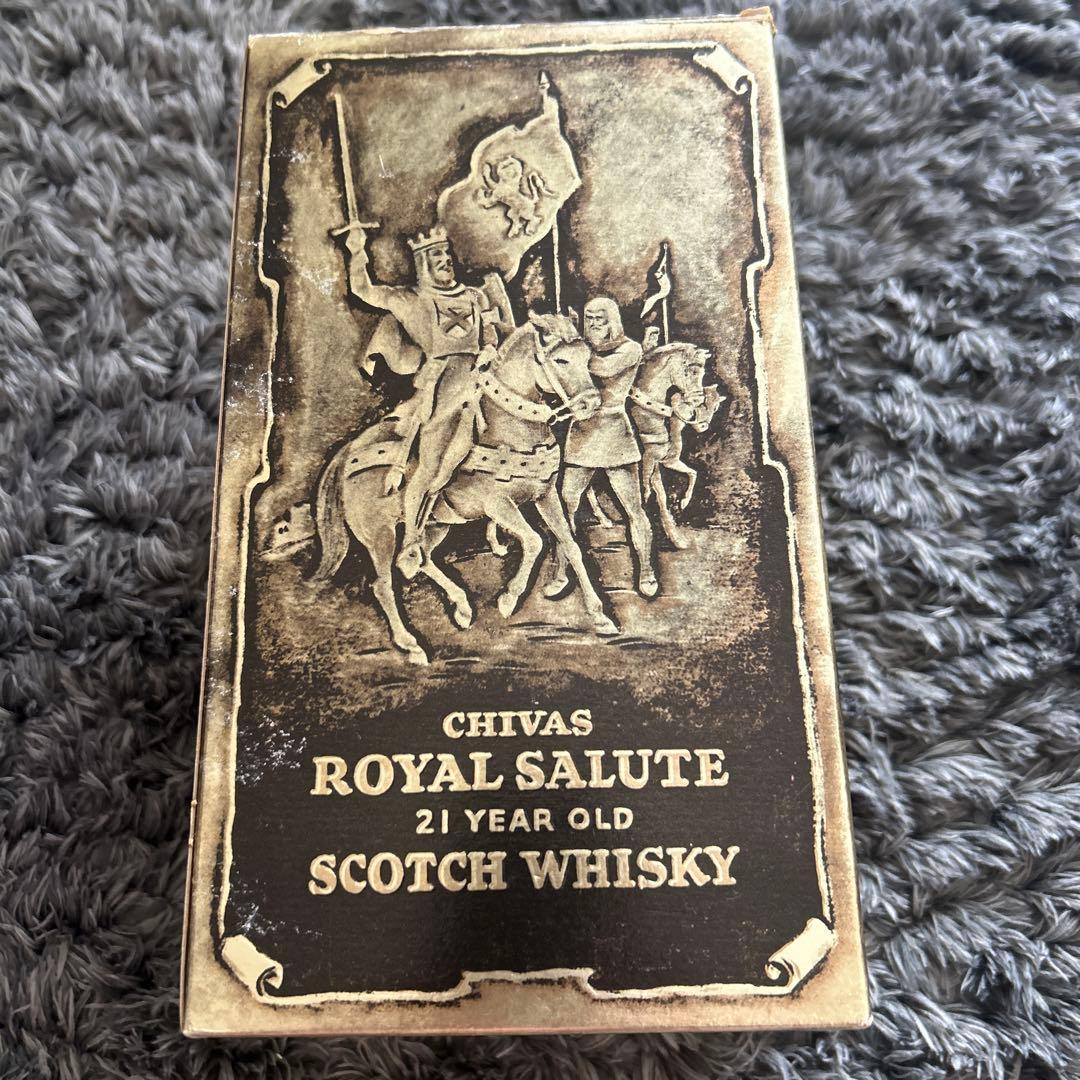 CHIVAS
ROYAL SALUTE
21 YEAR OLD
SCOTCH WHISKY